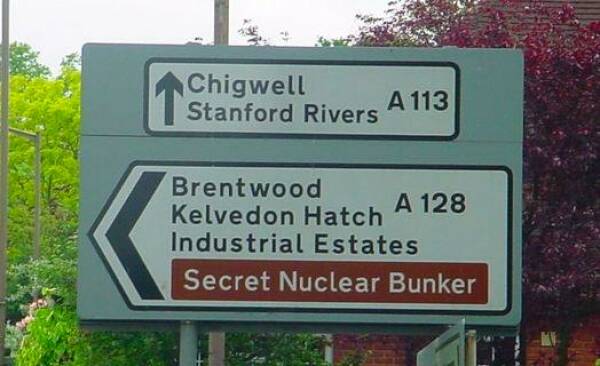 Chigwell
Stanford Rivers A 113
Brentwood
Kelvedon Hatch A 128
Industrial Estates
Secret Nuclear Bunker